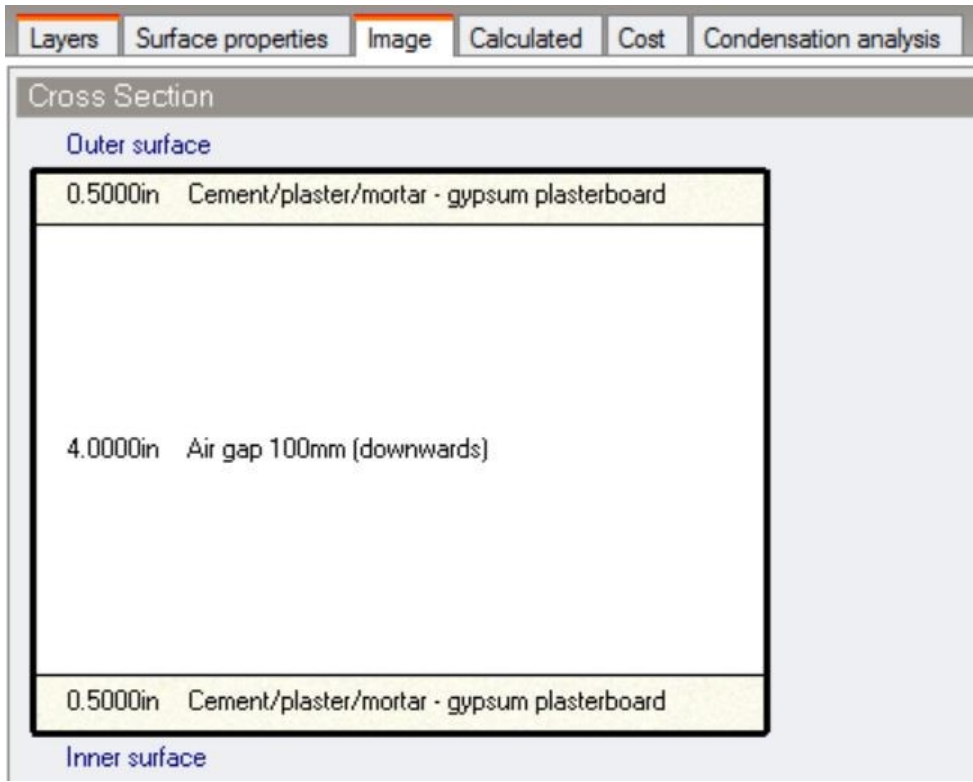 Layers Surface properties Image Calculated Cost Condensation analysis
Cross Section
Outer surface
0.5000in Cement/plaster/mortar - gypsum plasterboard
4.0000in Air gap 100mm (downwards)
0.5000in Cement/plaster/mortar - gypsum plasterboard
Inner surface